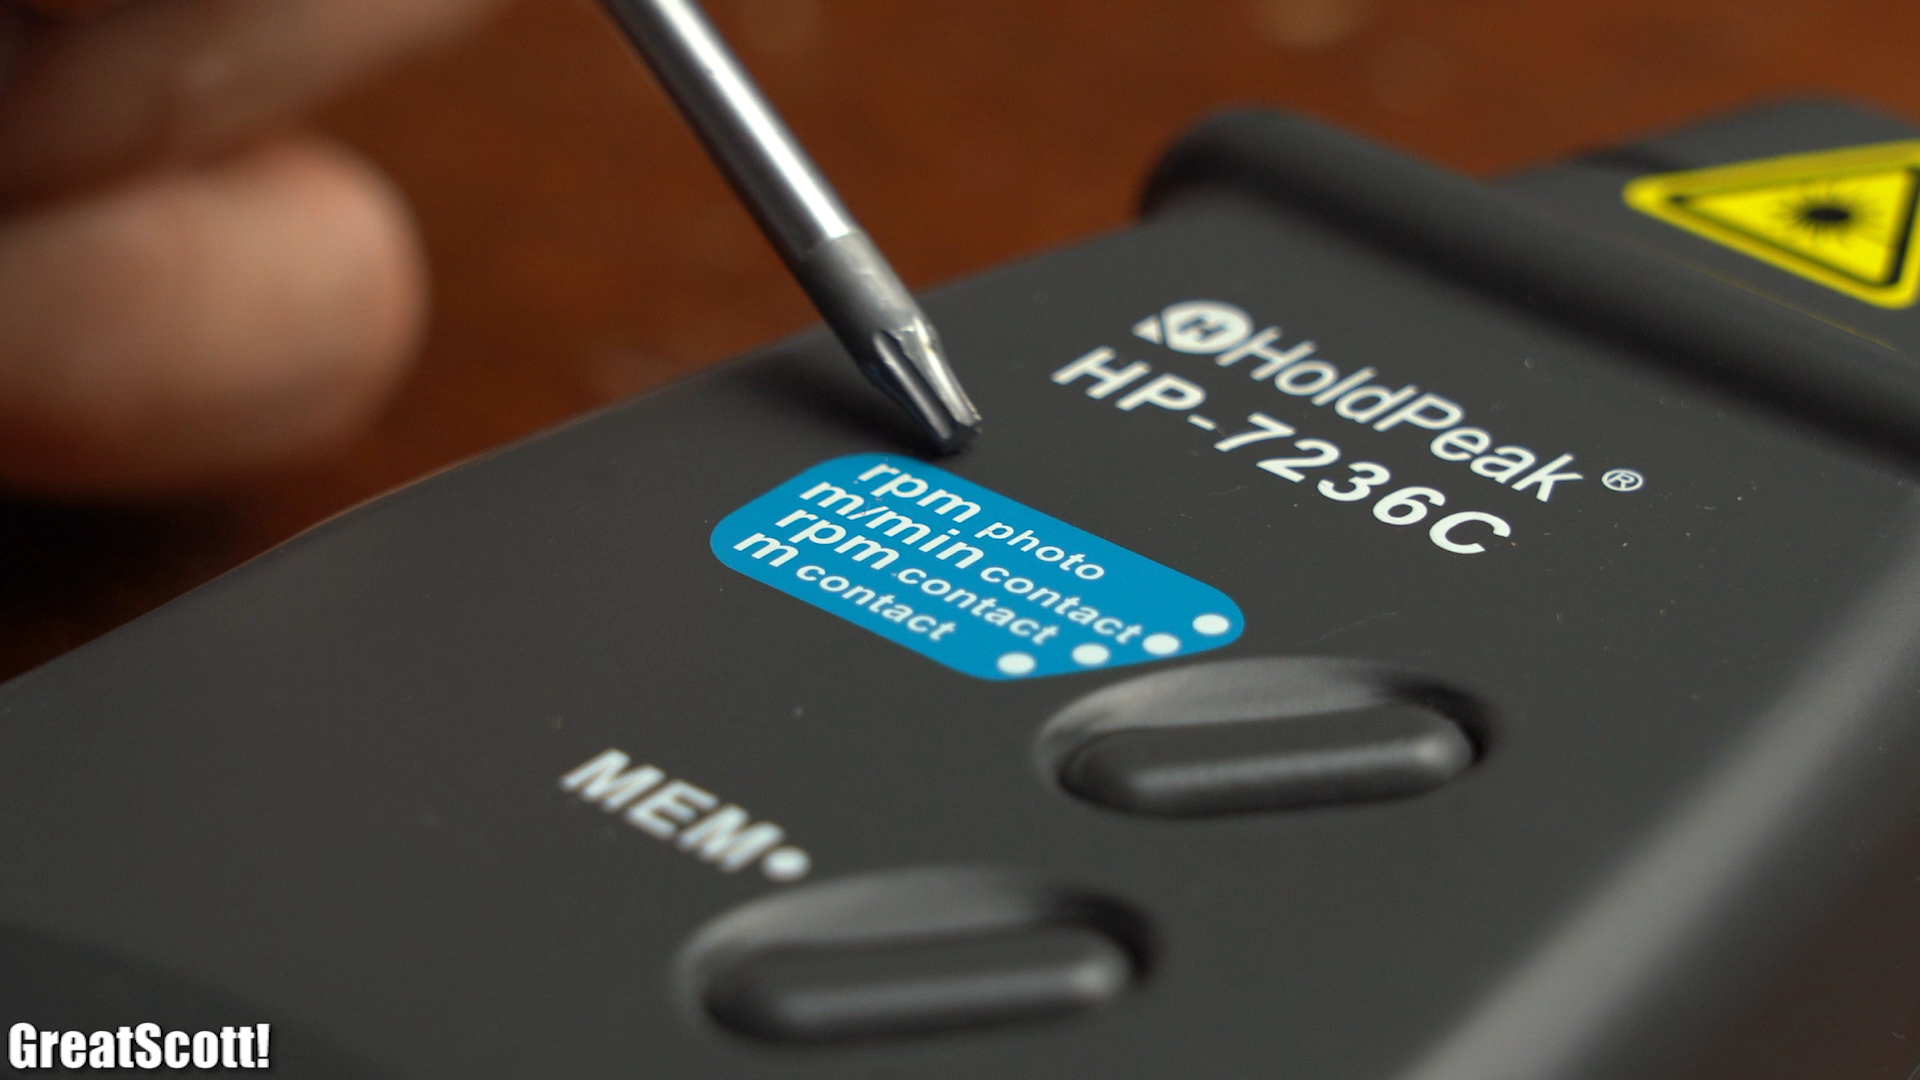 HoldPeak ®
HP-7236C
rpm photo
m/min contact
rpm contact
m contact
MEM
GreatScott!